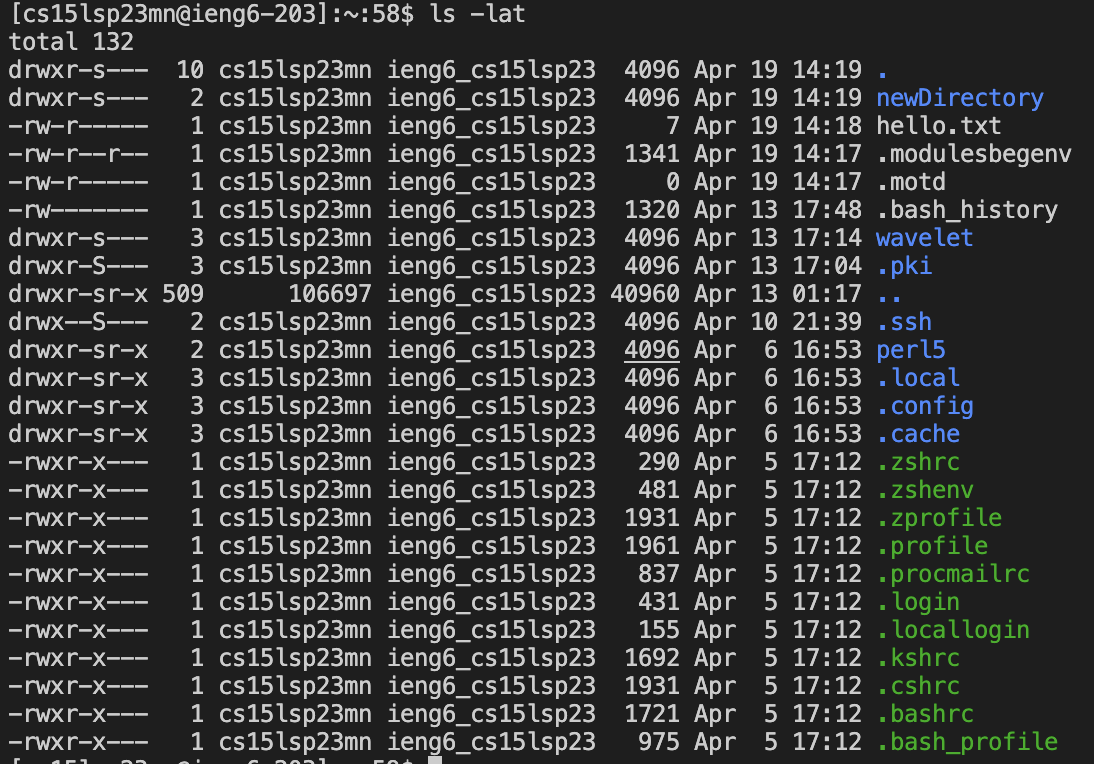 [cs15lsp23mn@ieng6-203]:~:58$ ls -lat
total 132
drwxr-s---  10 cs15lsp23mn ieng6_cs15lsp23  4096 Apr 19 14:19 .
drwxr-s---   2 cs15lsp23mn ieng6_cs15lsp23  4096 Apr 19 14:19 newDirectory
-rw-r-----   1 cs15lsp23mn ieng6_cs15lsp23     7 Apr 19 14:18 hello.txt
-rw-r--r--   1 cs15lsp23mn ieng6_cs15lsp23  1341 Apr 19 14:17 .modulesbegenv
-rw-r-----   1 cs15lsp23mn ieng6_cs15lsp23     0 Apr 19 14:17 .motd
-rw-------   1 cs15lsp23mn ieng6_cs15lsp23  1320 Apr 13 17:48 .bash_history
drwxr-s---   3 cs15lsp23mn ieng6_cs15lsp23  4096 Apr 13 17:14 wavelet
drwxr-S---   3 cs15lsp23mn ieng6_cs15lsp23  4096 Apr 13 17:04 .pki
drwxr-sr-x 509      106697 ieng6_cs15lsp23 40960 Apr 13 01:17 ..
drwx--S---   2 cs15lsp23mn ieng6_cs15lsp23  4096 Apr 10 21:39 .ssh
drwxr-sr-x   2 cs15lsp23mn ieng6_cs15lsp23  4096 Apr  6 16:53 perl5
drwxr-sr-x   3 cs15lsp23mn ieng6_cs15lsp23  4096 Apr  6 16:53 .local
drwxr-sr-x   3 cs15lsp23mn ieng6_cs15lsp23  4096 Apr  6 16:53 .config
drwxr-sr-x   3 cs15lsp23mn ieng6_cs15lsp23  4096 Apr  6 16:53 .cache
-rwxr-x---   1 cs15lsp23mn ieng6_cs15lsp23   290 Apr  5 17:12 .zshrc
-rwxr-x---   1 cs15lsp23mn ieng6_cs15lsp23   481 Apr  5 17:12 .zshenv
-rwxr-x---   1 cs15lsp23mn ieng6_cs15lsp23  1931 Apr  5 17:12 .zprofile
-rwxr-x---   1 cs15lsp23mn ieng6_cs15lsp23  1961 Apr  5 17:12 .profile
-rwxr-x---   1 cs15lsp23mn ieng6_cs15lsp23   837 Apr  5 17:12 .procmailrc
-rwxr-x---   1 cs15lsp23mn ieng6_cs15lsp23   431 Apr  5 17:12 .login
-rwxr-x---   1 cs15lsp23mn ieng6_cs15lsp23   155 Apr  5 17:12 .locallogin
-rwxr-x---   1 cs15lsp23mn ieng6_cs15lsp23  1692 Apr  5 17:12 .kshrc
-rwxr-x---   1 cs15lsp23mn ieng6_cs15lsp23  1931 Apr  5 17:12 .cshrc
-rwxr-x---   1 cs15lsp23mn ieng6_cs15lsp23  1721 Apr  5 17:12 .bashrc
-rwxr-x---   1 cs15lsp23mn ieng6_cs15lsp23   975 Apr  5 17:12 .bash_profile